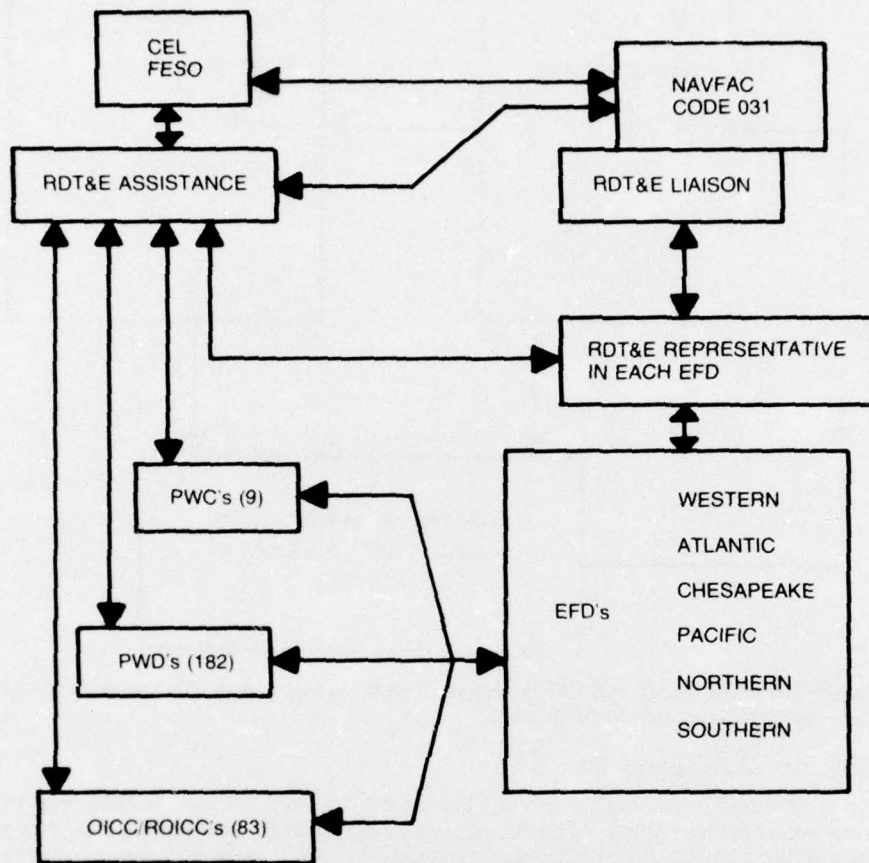 CEL
FESO
NAVFAC
CODE 031
RDT&E ASSISTANCE
RDT&E LIAISON
RDT&E REPRESENTATIVE
IN EACH EFD
PWC's (9)
PWD's (182)
OICC/ROICC's (83)
EFD's
WESTERN
ATLANTIC
CHESAPEAKE
PACIFIC
NORTHERN
SOUTHERN